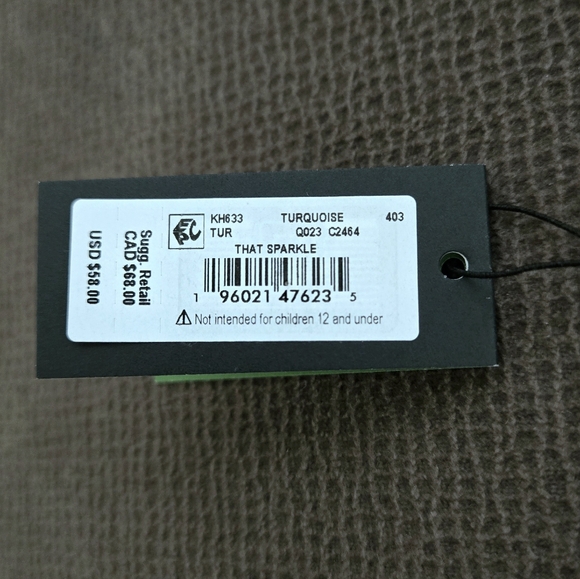 KH633 TURQUOISE 403
TUR Q023 C2464
THAT SPARKLE
1 96021 47623 5
Not intended for children 12 and under
Sugg. Retail
CAD $68.00
USD $58.00